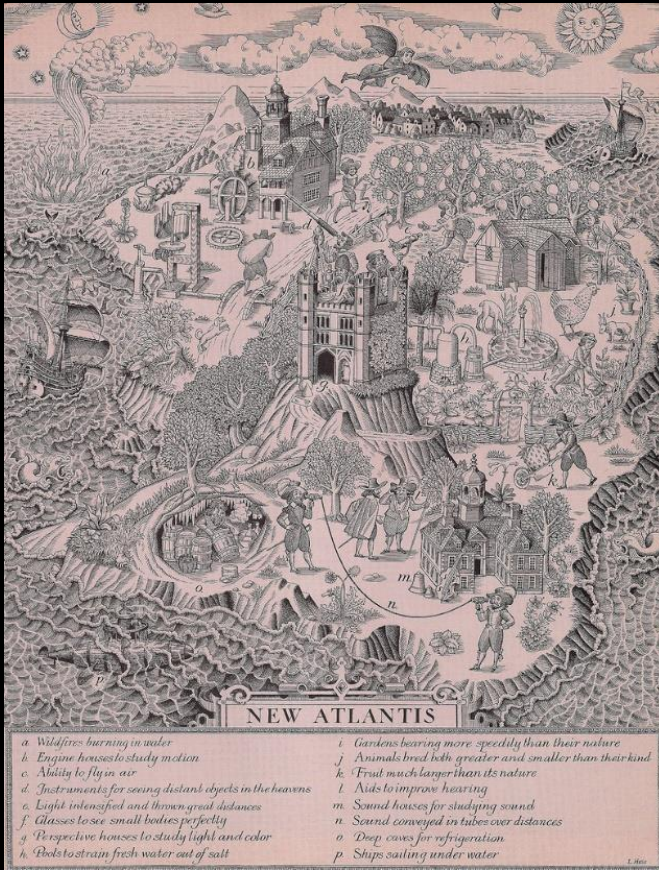 a
b
c
d
j
g
k
l
m
n
o
p
NEW ATLANTIS
a. Wildfires burning in water
b. Engine houses to study motion
c. Ability to fly in air
d. Instruments for seeing distant objects in the heavens
e. Light intensified and thrown great distances
f. Glasses to see small bodies perfectly
g. Perspective houses to study light and color
h. Pools to strain fresh water out of salt
i Gardens bearing more speedily than their nature
j Animals bred both greater and smaller than their kind
k. Fruit much larger than its nature
l. Aids to improve hearing
m. Sound houses for studying sound
n. Sound conveyed in tubes over distances
o. Deep caves for refrigeration
p. Ships sailing under water